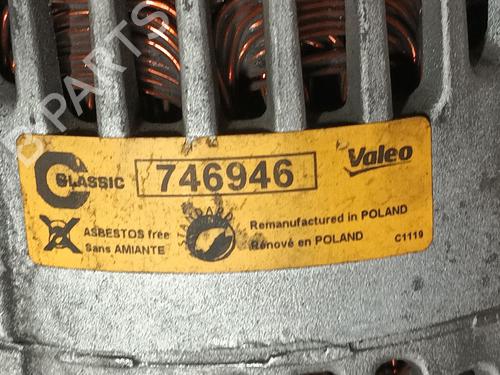 B PARTS
CLASSIC
746946
Valeo
ASBESTOS free
Sans AMIANTE
Remanufactured in POLAND
Rénové en POLAND
C1119